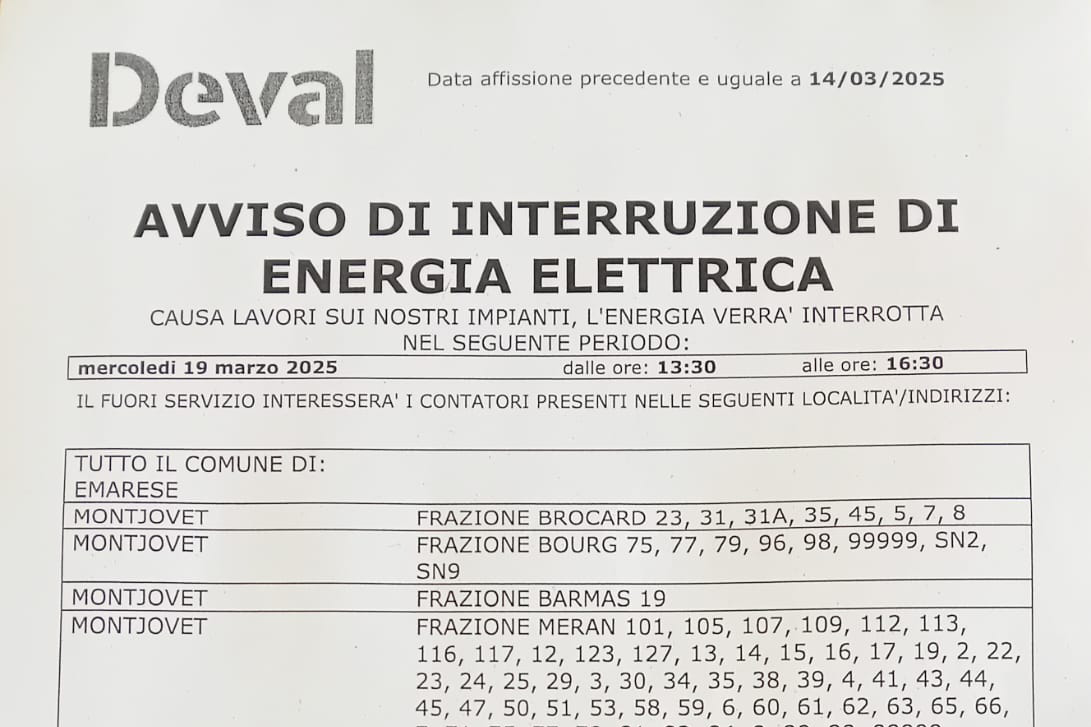 Deval
Data affissione precedente e uguale a 14/03/2025
AVVISO DI INTERRUZIONE DI
ENERGIA ELETTRICA
CAUSA LAVORI SUI NOSTRI IMPIANTI, L'ENERGIA VERRA' INTERROTTA
NEL SEGUENTE PERIODO:
mercoledi 19 marzo 2025 dalle ore: 13:30 alle ore: 16:30
IL FUORI SERVIZIO INTERESSERA' I CONTATORI PRESENTI NELLE SEGUENTI LOCALITA'/INDIRIZZI:
TUTTO IL COMUNE DI:
EMARESE
MONTJOVET FRAZIONE BROCARD 23, 31, 31A, 35, 45, 5, 7, 8
MONTJOVET FRAZIONE BOURG 75, 77, 79, 96, 98, 99999, SN2,
SN9
MONTJOVET FRAZIONE BARMAS 19
MONTJOVET FRAZIONE MERAN 101, 105, 107, 109, 112, 113,
116, 117, 12, 123, 127, 13, 14, 15, 16, 17, 19, 2, 22,
23, 24, 25, 29, 3, 30, 34, 35, 38, 39, 4, 41, 43, 44,
45, 47, 50, 51, 53, 58, 59, 6, 60, 61, 62, 63, 65, 66,